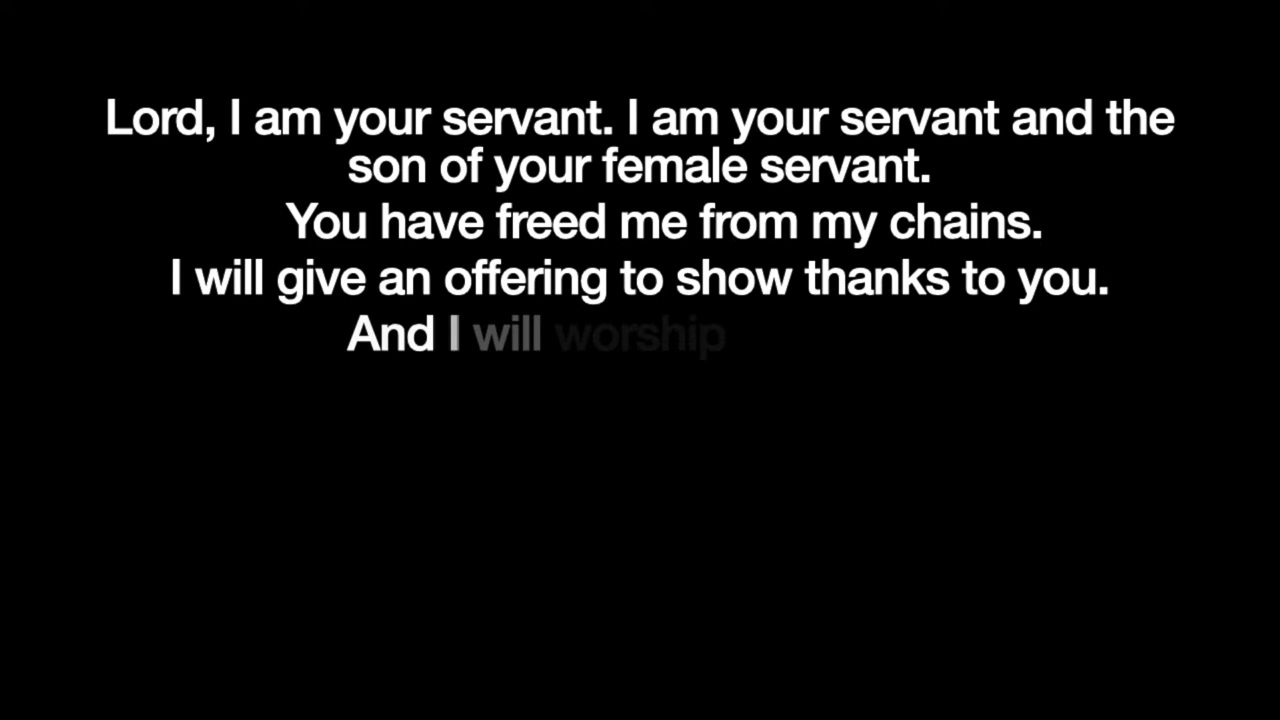 Lord, I am your servant. I am your servant and the
son of your female servant.
You have freed me from my chains.
I will give an offering to show thanks to you.
And I will worship